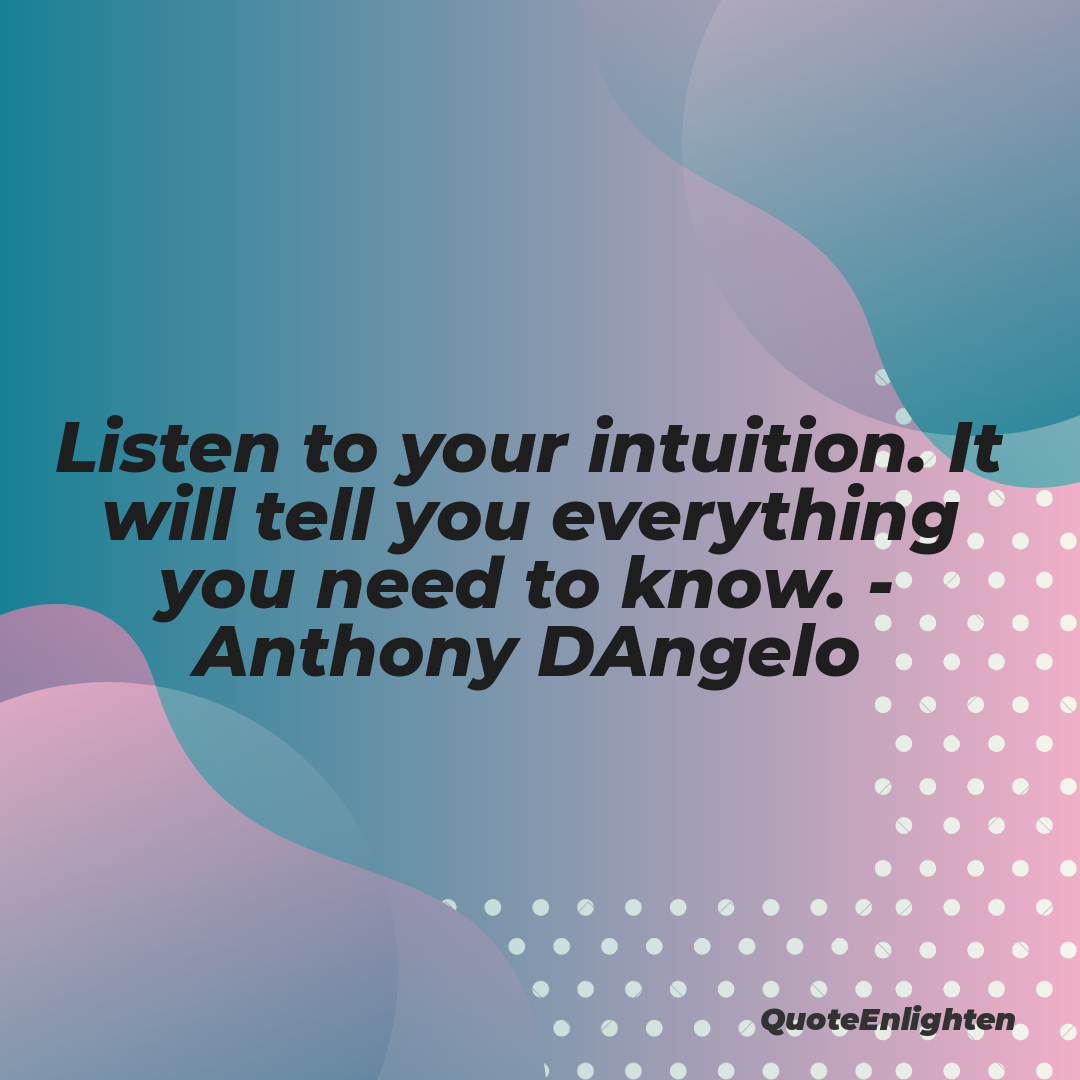 Listen to your intuition. It
will tell you everything
you need to know. -
Anthony DAngelo
QuoteEnlighten